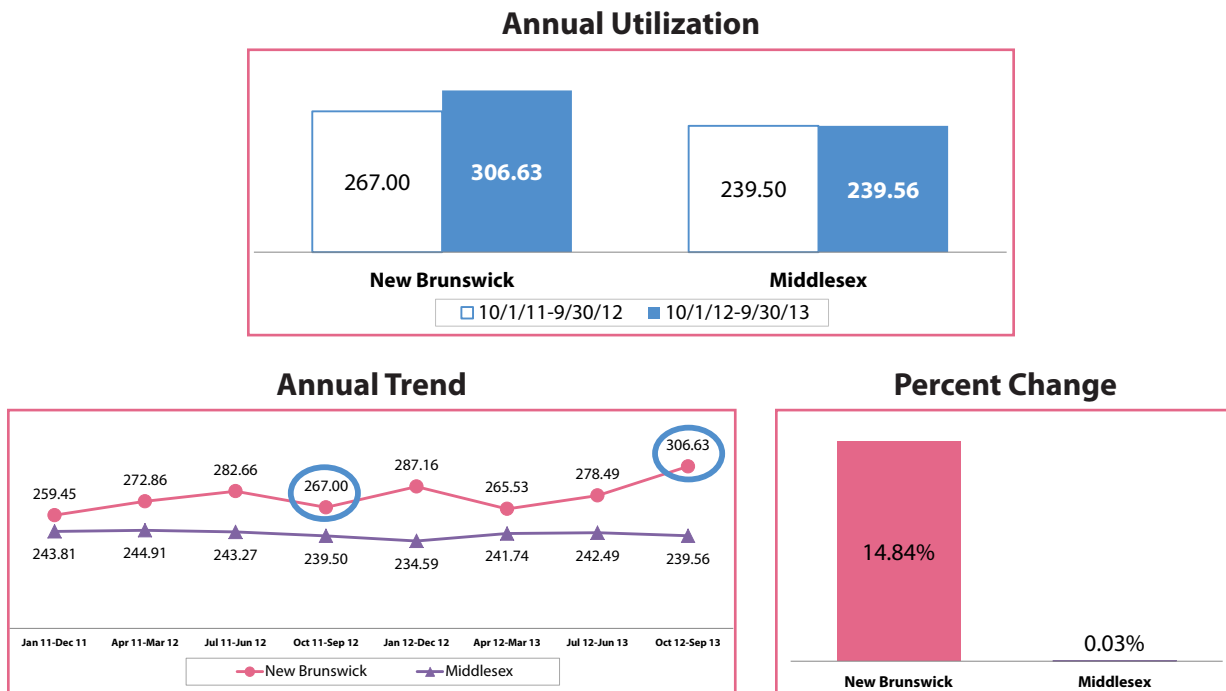 Annual Utilization
267.00 306.63 239.50 239.56
New Brunswick Middlesex
10/1/11-9/30/12 10/1/12-9/30/13
Annual Trend
259.45 272.86 282.66 267.00 287.16 265.53 278.49 306.63
243.81 244.91 243.27 239.50 234.59 241.74 242.49 239.56
Jan 11-Dec 11 Apr 11-Mar 12 Jul 11-Jun 12 Oct 11-Sep 12 Jan 12-Dec 12 Apr 12-Mar 13 Jul 12-Jun 13 Oct 12-Sep 13
New Brunswick Middlesex
Percent Change
14.84% 0.03%
New Brunswick Middlesex